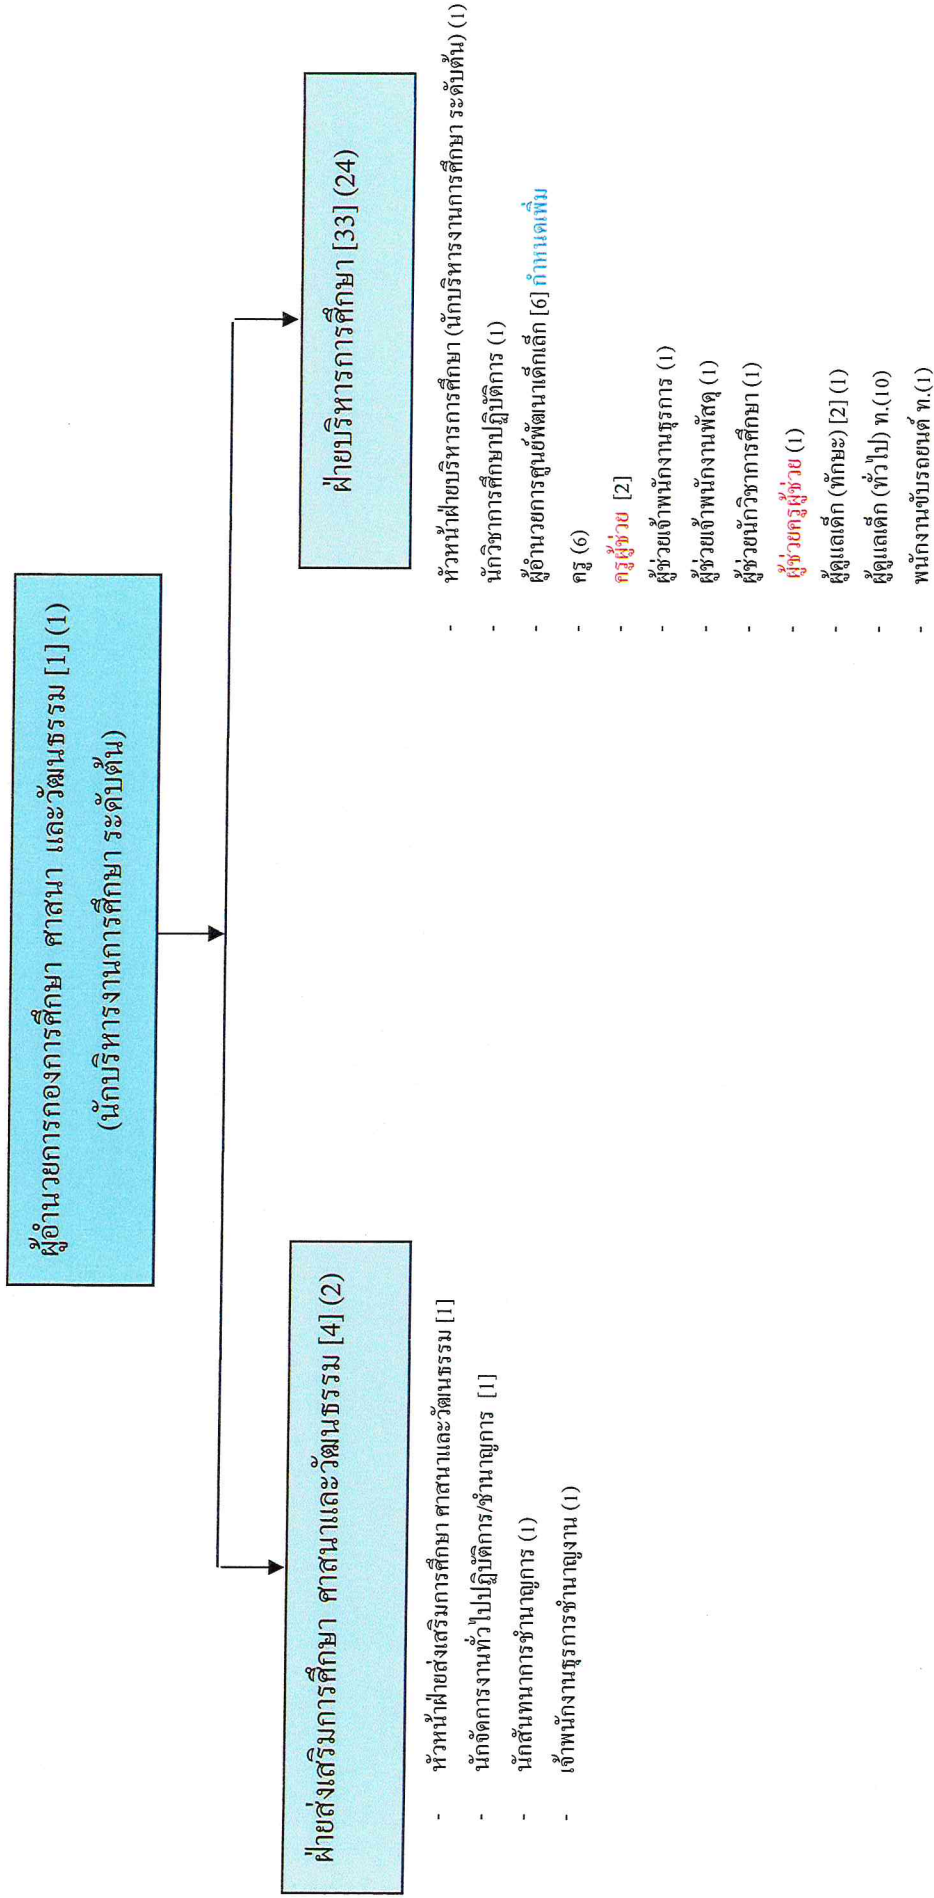 ผู้อำนวยการกองการศึกษา ศาสนา และวัฒนธรรม [1] (1)
(นักบริหารงานการศึกษา ระดับต้น)
ฝ่ายส่งเสริมการศึกษา ศาสนาและวัฒนธรรม [4] (2)
- หัวหน้าฝ่ายส่งเสริมการศึกษา ศาสนาและวัฒนธรรม [1]
- นักจัดการงานทั่วไปปฏิบัติการ/ชำนาญการ [1]
- นักสันทนาการชำนาญการ (1)
- เจ้าพนักงานธุรการชำนาญงาน (1)
ฝ่ายบริหารการศึกษา [33] (24)
- หัวหน้าฝ่ายบริหารการศึกษา (นักบริหารงานการศึกษา ระดับต้น) (1)
- นักวิชาการศึกษาปฏิบัติการ (1)
- ผู้อำนวยการศูนย์พัฒนาเด็กเล็ก [6] กำหนดเพิ่ม
- ครู (6)
- ครูผู้ช่วย [2]
- ผู้ช่วยเจ้าพนักงานธุรการ (1)
- ผู้ช่วยเจ้าพนักงานพัสดุ (1)
- ผู้ช่วยนักวิชาการศึกษา (1)
- ผู้ช่วยครูผู้ช่วย (1)
- ผู้ดูแลเด็ก (ทักษะ) [2] (1)
- ผู้ดูแลเด็ก (ทั่วไป) ท.(10)
- พนักงานขับรถยนต์ ท.(1)